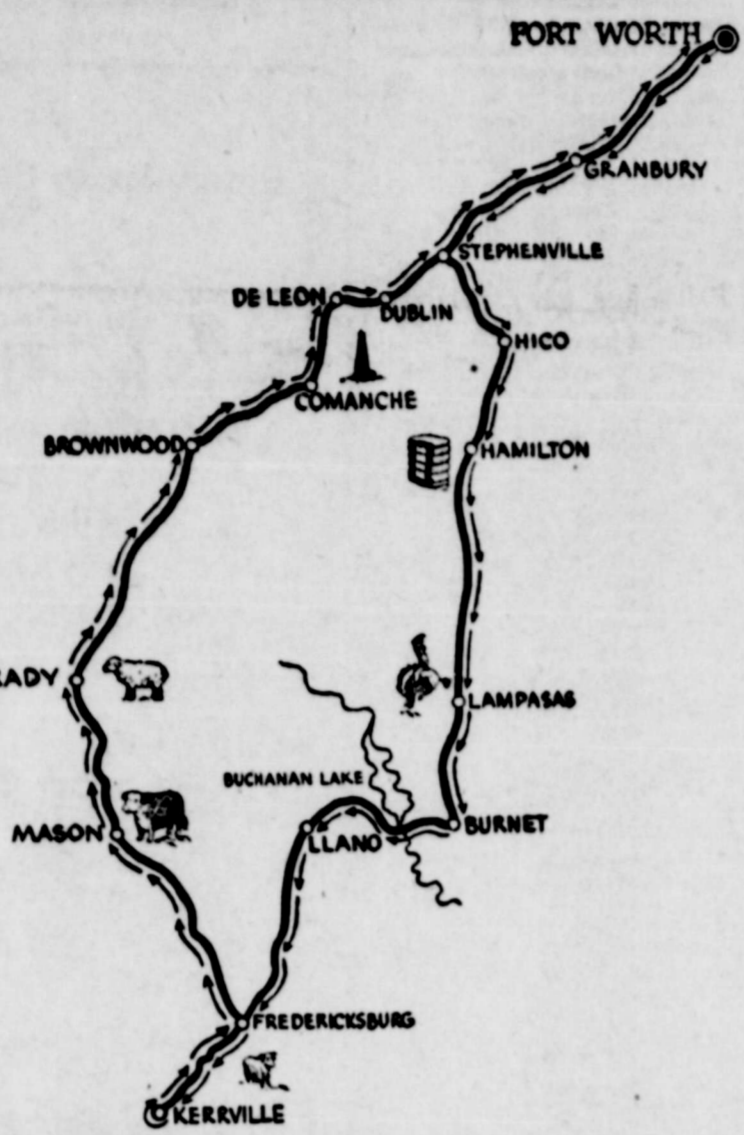 FORT WORTH
GRANBURY
STEPHENVILLE
DE LEON
DUBLIN
HICO
COMANCHE
BROWNWOOD
HAMILTON
RADY
LAMPASAS
BUCHANAN LAKE
MASON
LLANO
BURNET
FREDERICKSBURG
KERRVILLE